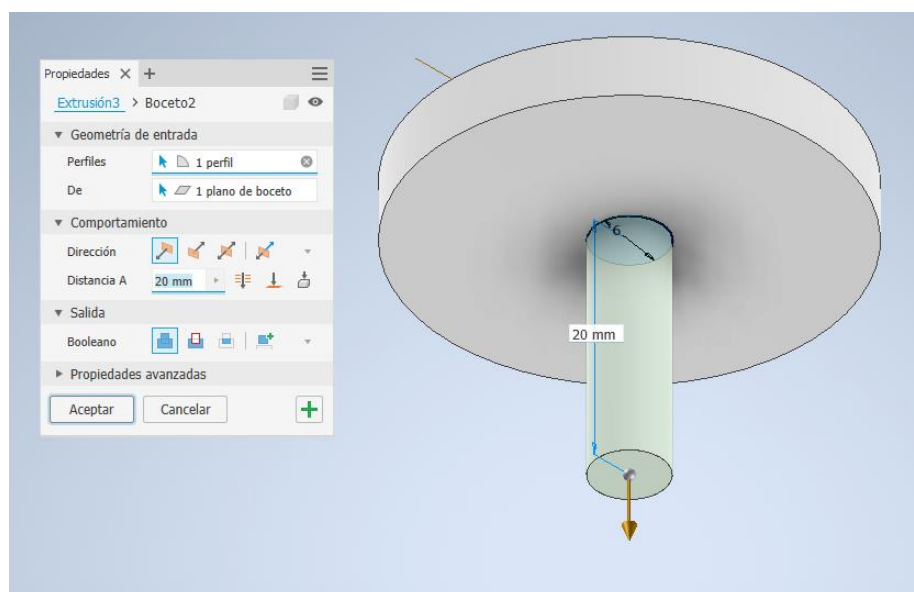 Propiedades
Extrusión3 > Boceto2
Geometría de entrada
Perfiles 1 perfil
De 1 plano de boceto
Comportamiento
Dirección
Distancia A 20 mm
Salida
Booleano
Propiedades avanzadas
Aceptar Cancelar
6
20 mm